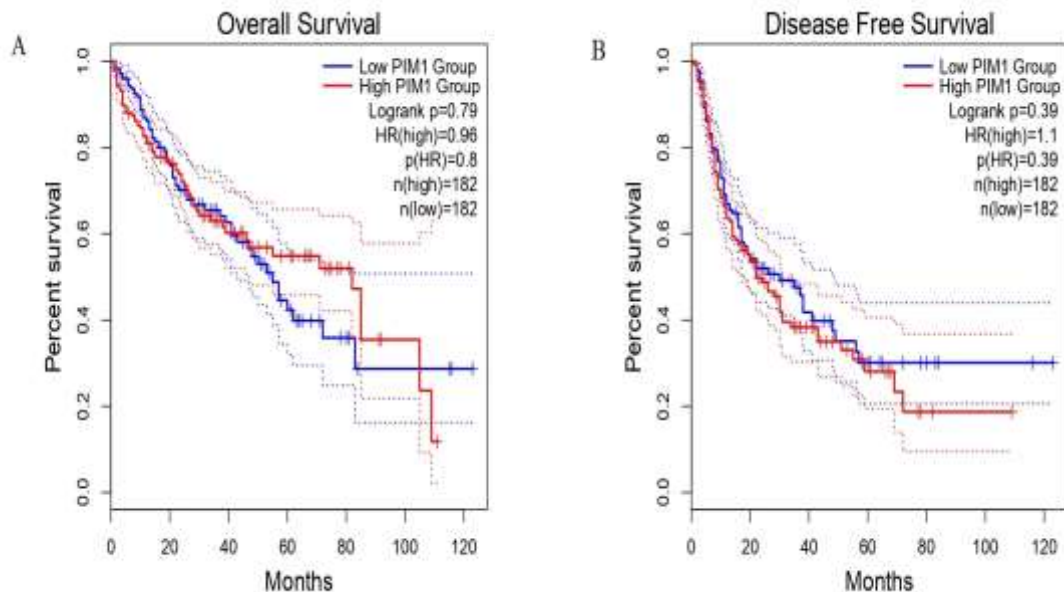 A
Overall Survival
Low PIM1 Group
High PIM1 Group
Logrank p=0.79
HR(high)=0.96
p(HR)=0.8
n(high)=182
n(low)=182
Percent survival
1.0
0.8
0.6
0.4
0.2
0.0
0 20 40 60 80 100 120
Months
B
Disease Free Survival
Low PIM1 Group
High PIM1 Group
Logrank p=0.39
HR(high)=1.1
p(HR)=0.39
n(high)=182
n(low)=182
Percent survival
1.0
0.8
0.6
0.4
0.2
0.0
0 20 40 60 80 100 120
Months